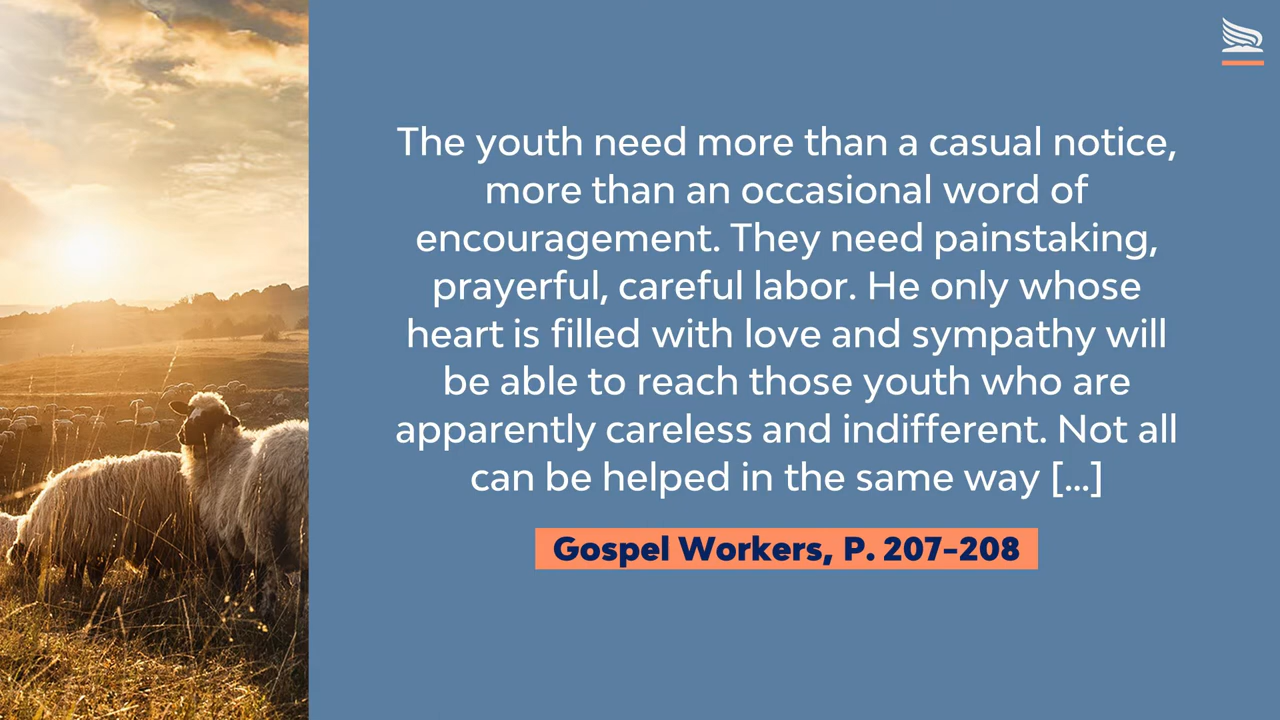 The youth need more than a casual notice,
more than an occasional word of
encouragement. They need painstaking,
prayerful, careful labor. He only whose
heart is filled with love and sympathy will
be able to reach those youth who are
apparently careless and indifferent. Not all
can be helped in the same way [...]
Gospel Workers, P. 207-208